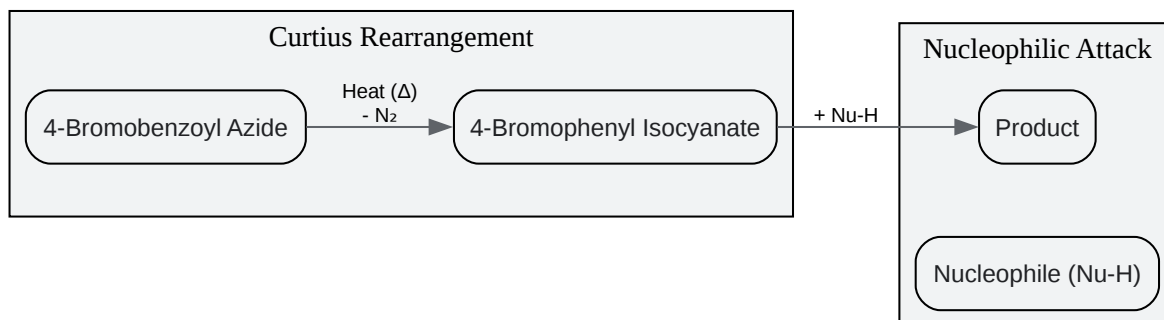 Curtius Rearrangement
Nucleophilic Attack
Heat (Δ)
- N₂
4-Bromobenzoyl Azide
4-Bromophenyl Isocyanate
+ Nu-H
Product
Nucleophile (Nu-H)